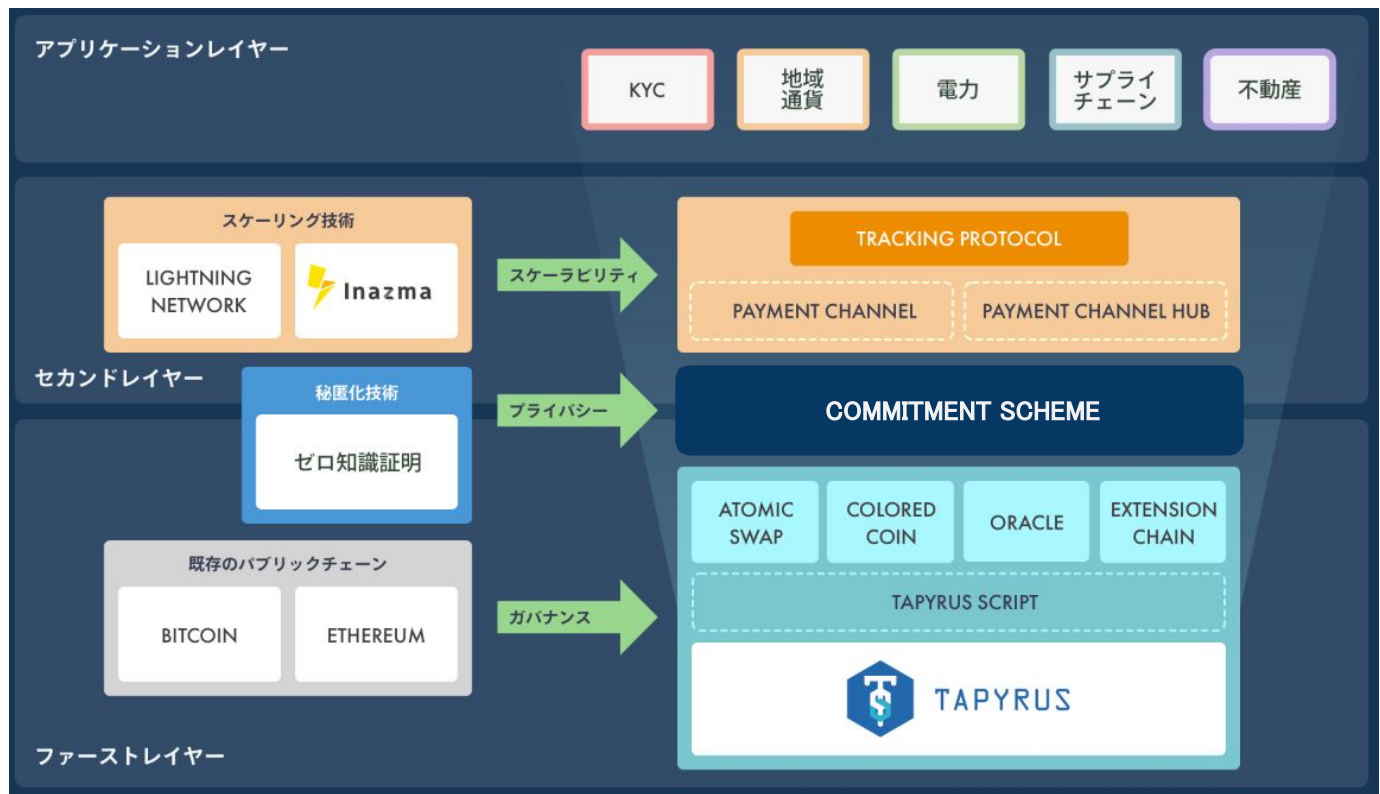 アプリケーションレイヤー
KYC
地域
通貨
電力
サプライ
チェーン
不動産
スケーリング技術
LIGHTNING
NETWORK
Inazma
スケーラビリティ
TRACKING PROTOCOL
PAYMENT CHANNEL
PAYMENT CHANNEL HUB
セカンドレイヤー
秘匿化技術
ゼロ知識証明
プライバシー
COMMITMENT SCHEME
既存のパブリックチェーン
BITCOIN
ETHEREUM
ガバナンス
ATOMIC
SWAP
COLORED
COIN
ORACLE
EXTENSION
CHAIN
TAPYRUS SCRIPT
TAPYRUS
ファーストレイヤー